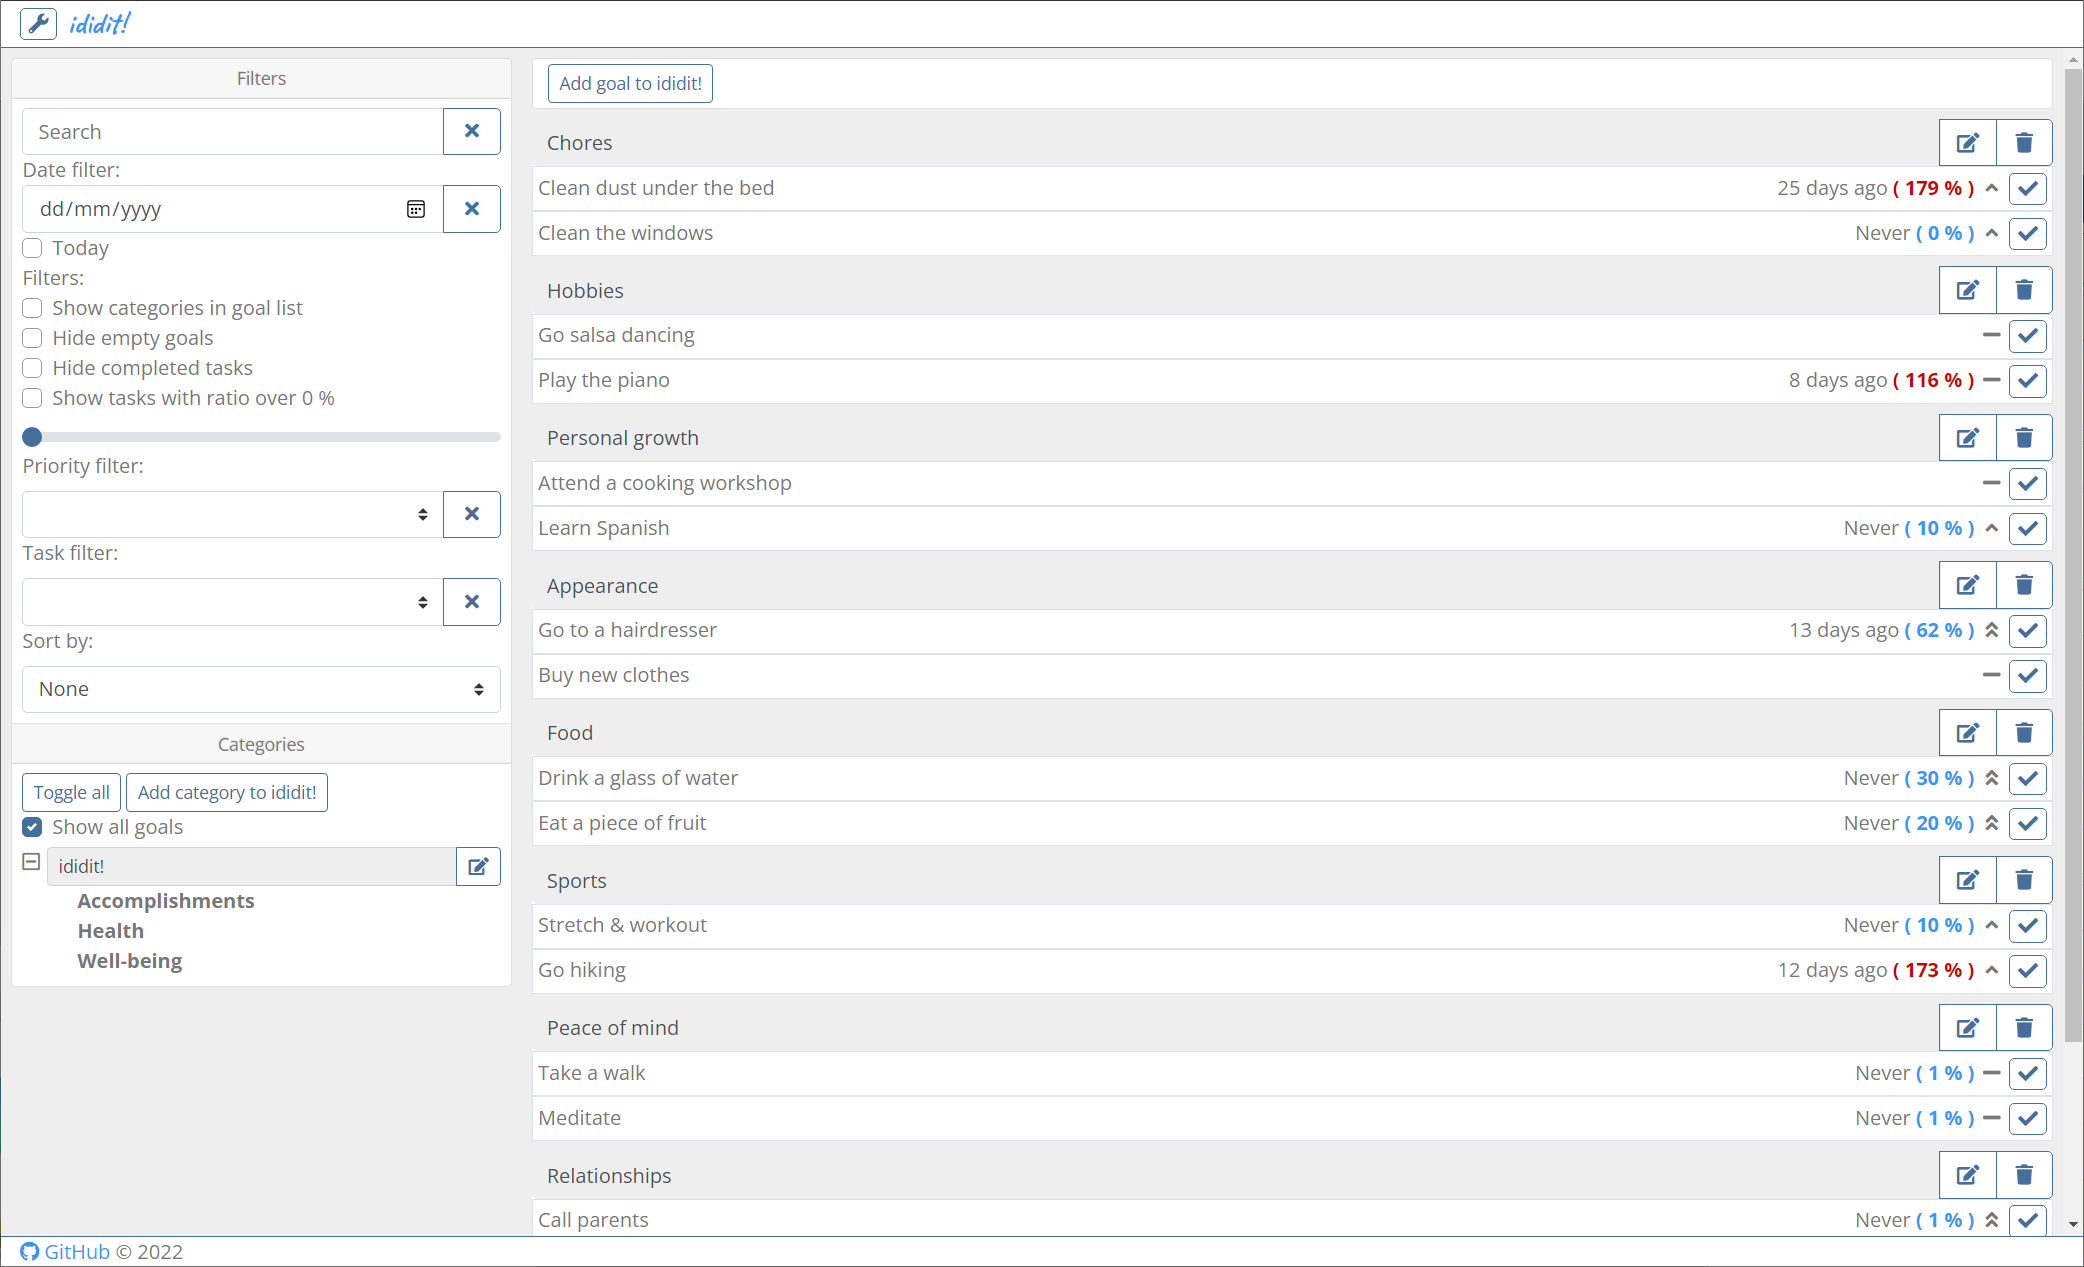 ididit!
Filters
Search
Date filter:
dd/mm/yyyy
Today
Filters:
Show categories in goal list
Hide empty goals
Hide completed tasks
Show tasks with ratio over 0 %
Priority filter:
Task filter:
Sort by:
None
Categories
Toggle all
Add category to ididit!
Show all goals
ididit!
Accomplishments
Health
Well-being
Add goal to ididit!
Chores
Clean dust under the bed 25 days ago ( 179 % )
Clean the windows Never ( 0 % )
Hobbies
Go salsa dancing
Play the piano 8 days ago ( 116 % )
Personal growth
Attend a cooking workshop
Learn Spanish Never ( 10 % )
Appearance
Go to a hairdresser 13 days ago ( 62 % )
Buy new clothes
Food
Drink a glass of water Never ( 30 % )
Eat a piece of fruit Never ( 20 % )
Sports
Stretch & workout Never ( 10 % )
Go hiking 12 days ago ( 173 % )
Peace of mind
Take a walk Never ( 1 % )
Meditate Never ( 1 % )
Relationships
Call parents Never ( 1 % )
GitHub © 2022